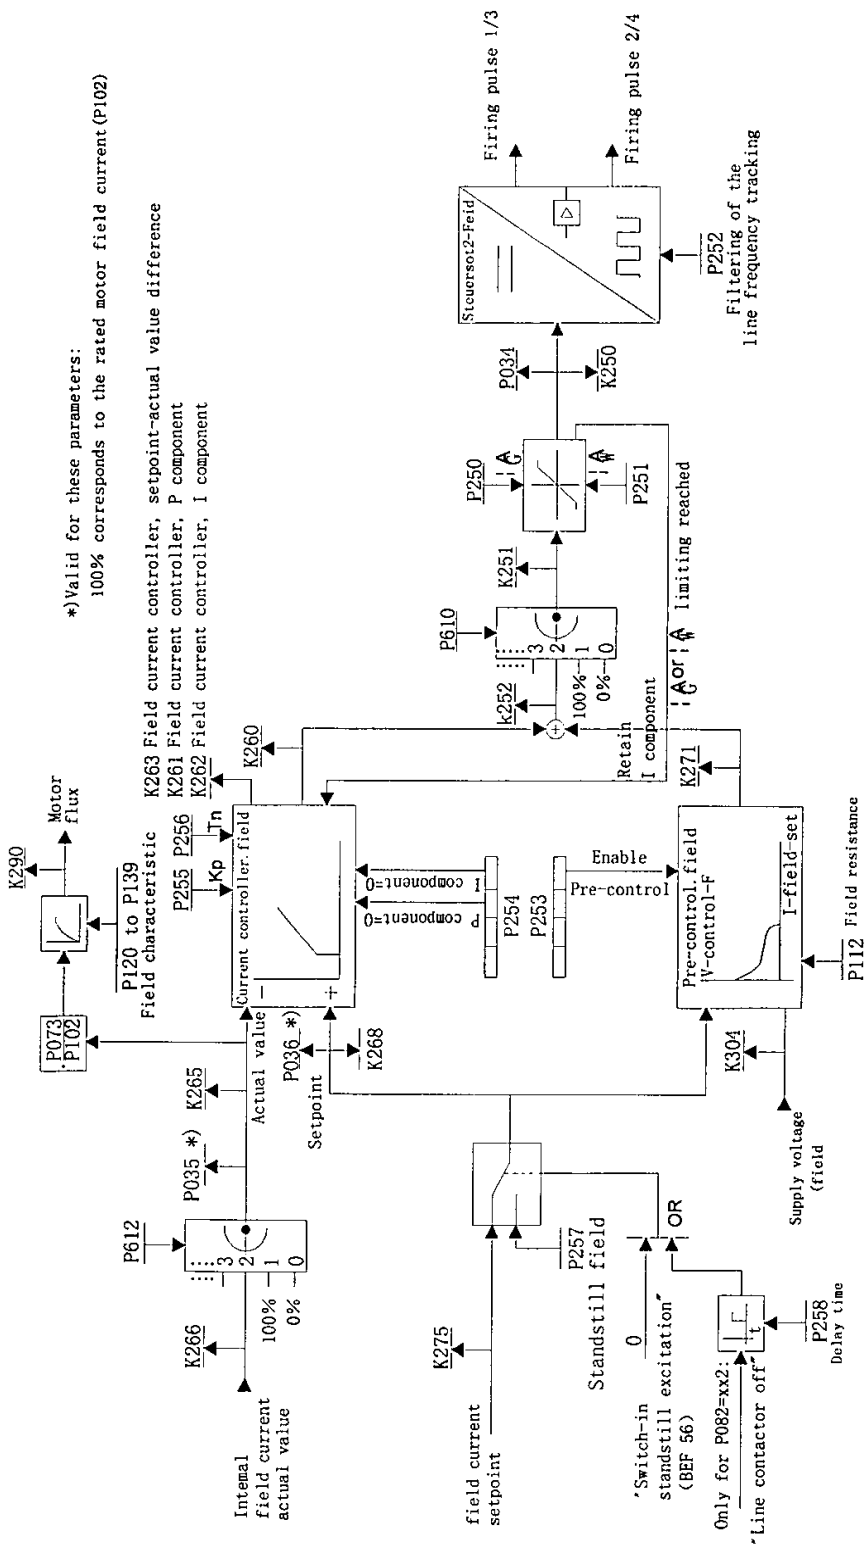 *)Valid for these parameters:
100% corresponds to the rated motor field current(P102)
K263 Field current controller, setpoint-actual value difference
K261 Field current controller, P component
K262 Field current controller, I component
Internal
field current
actual value
K266
100%
0%
3
2
1
0
P612
P035 *)
K265
Actual value
P073
P102
P120 to P139
Field characteristic
K290
Motor
flux
Setpoint
P036 *)
K268
Current controller.field
−
+
P255
Kp
P256
Tn
K260
P component=0
I component=0
P254
P253
Enable
Pre-control
Retain
I component
field current
setpoint
K275
P257
Standstill field
"Switch-in
standstill excitation"
(BEF 56)
0
OR
Only for P082=xx2:
"Line contactor off"
t
P258
Delay time
Supply voltage
(field
K304
Pre-control.field
V-control-F
I-field-set
P112 Field resistance
K271
+
k252
100%
0%
3
2
1
0
P610
K251
P250
G
P251
W
G or W limiting reached
P034
K250
Steuersot2-Feid
P252
Filtering of the
line frequency tracking
Firing pulse 1/3
Firing pulse 2/4